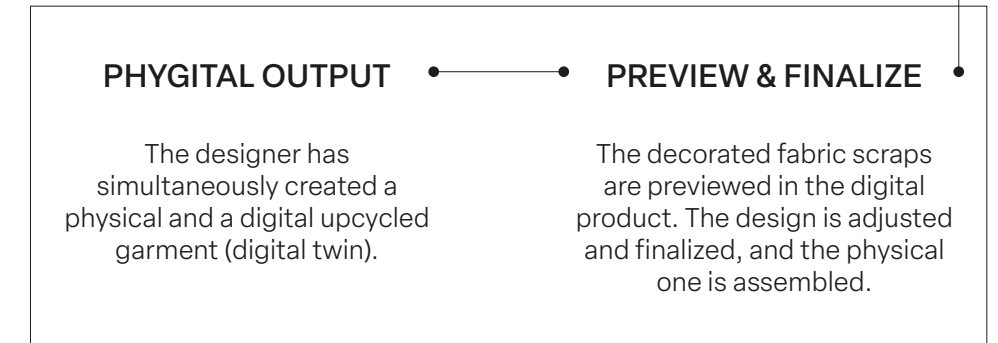 PHYGITAL OUTPUT
The designer has
simultaneously created a
physical and a digital upcycled
garment (digital twin).
PREVIEW & FINALIZE
The decorated fabric scraps
are previewed in the digital
product. The design is adjusted
and finalized, and the physical
one is assembled.